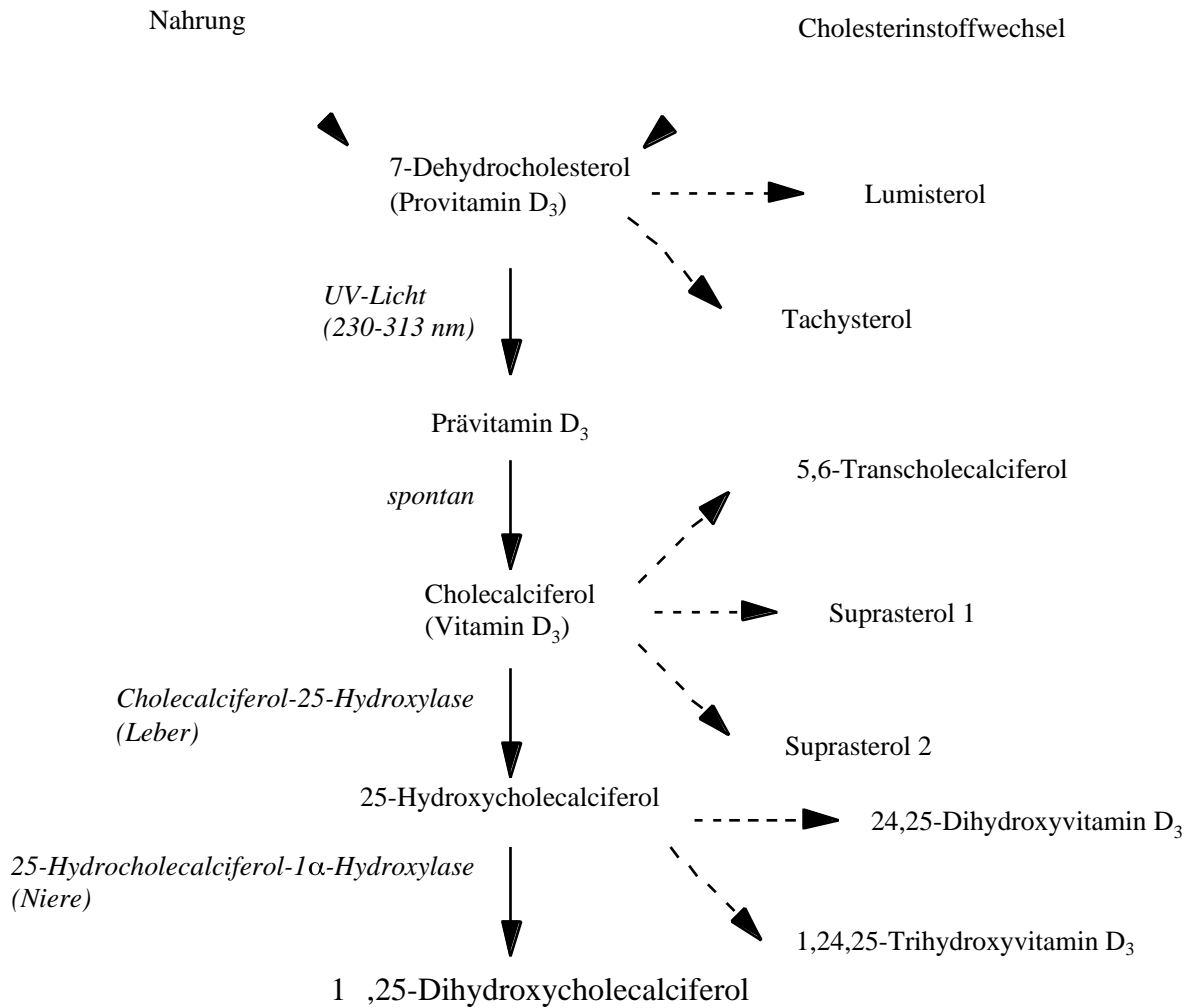 Nahrung
Cholesterinstoffwechsel
7-Dehydrocholesterol
(Provitamin D₃)
Lumisterol
UV-Licht
(230-313 nm)
Tachysterol
Prävitamin D₃
5,6-Transcholecalciferol
spontan
Cholecalciferol
(Vitamin D₃)
Suprasterol 1
Cholecalciferol-25-Hydroxylase
(Leber)
Suprasterol 2
25-Hydroxycholecalciferol
24,25-Dihydroxyvitamin D₃
25-Hydrocholecalciferol-1α-Hydroxylase
(Niere)
1,24,25-Trihydroxyvitamin D₃
1 ,25-Dihydroxycholecalciferol